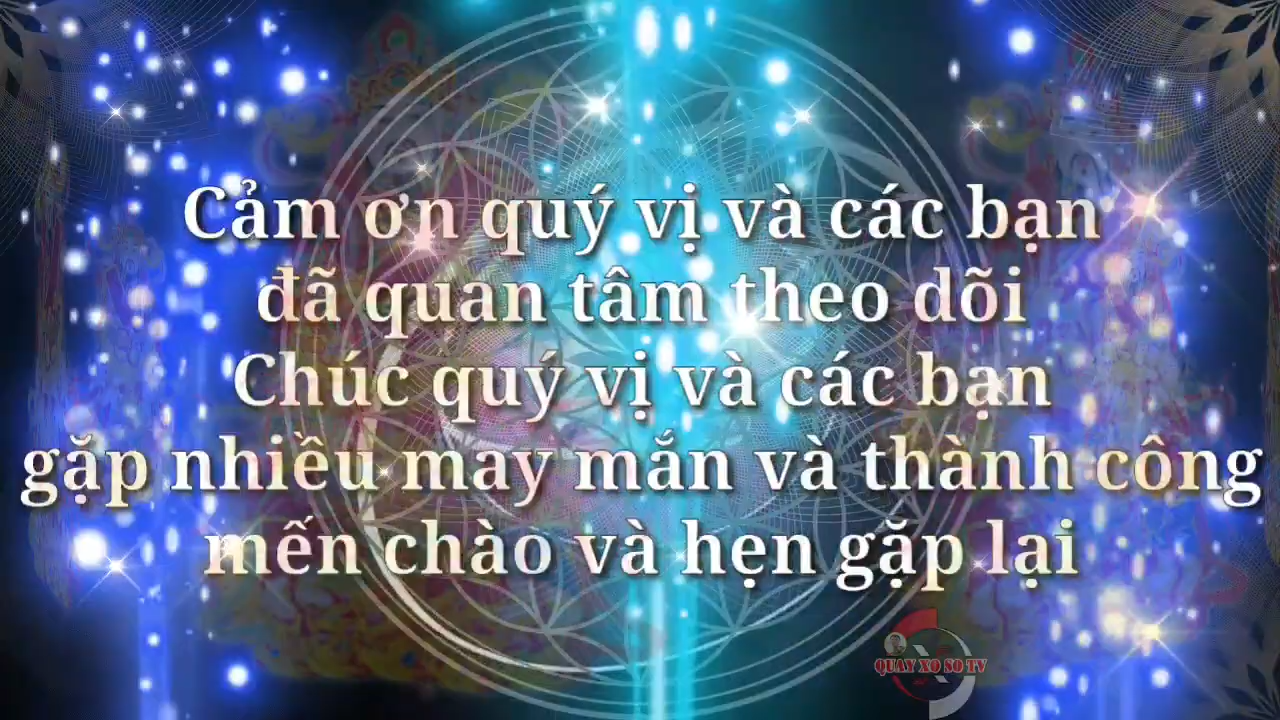 Cảm ơn quý vị và các bạn
đã quan tâm theo dõi
Chúc quý vị và các bạn
gặp nhiều may mắn và thành công
mến chào và hẹn gặp lại
QUAY XO SO TV